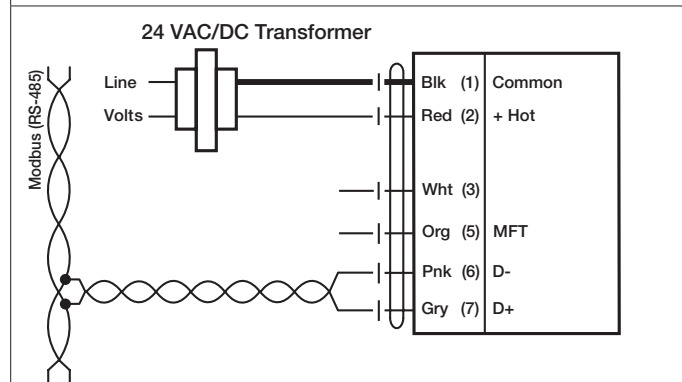 24 VAC/DC Transformer
Line
Volts
Modbus (RS-485)
Blk (1) Common
Red (2) + Hot
Wht (3)
Org (5) MFT
Pnk (6) D-
Gry (7) D+